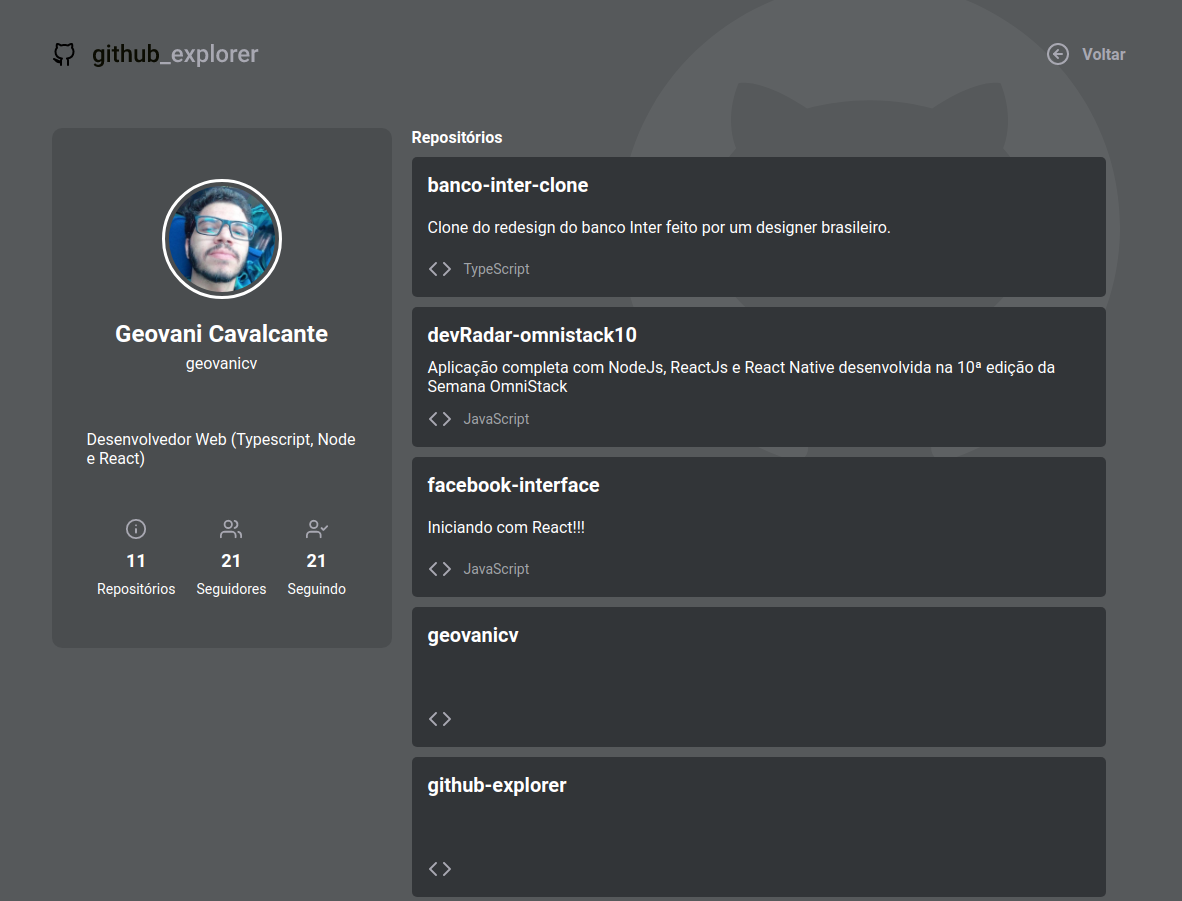 github_explorer
Voltar
Geovani Cavalcante
geovanicv
Desenvolvedor Web (Typescript, Node
e React)
11
Repositórios
21
Seguidores
21
Seguindo
Repositórios
banco-inter-clone
Clone do redesign do banco Inter feito por um designer brasileiro.
TypeScript
devRadar-omnistack10
Aplicação completa com NodeJs, ReactJs e React Native desenvolvida na 10ª edição da
Semana OmniStack
JavaScript
facebook-interface
Iniciando com React!!!
JavaScript
geovanicv
github-explorer